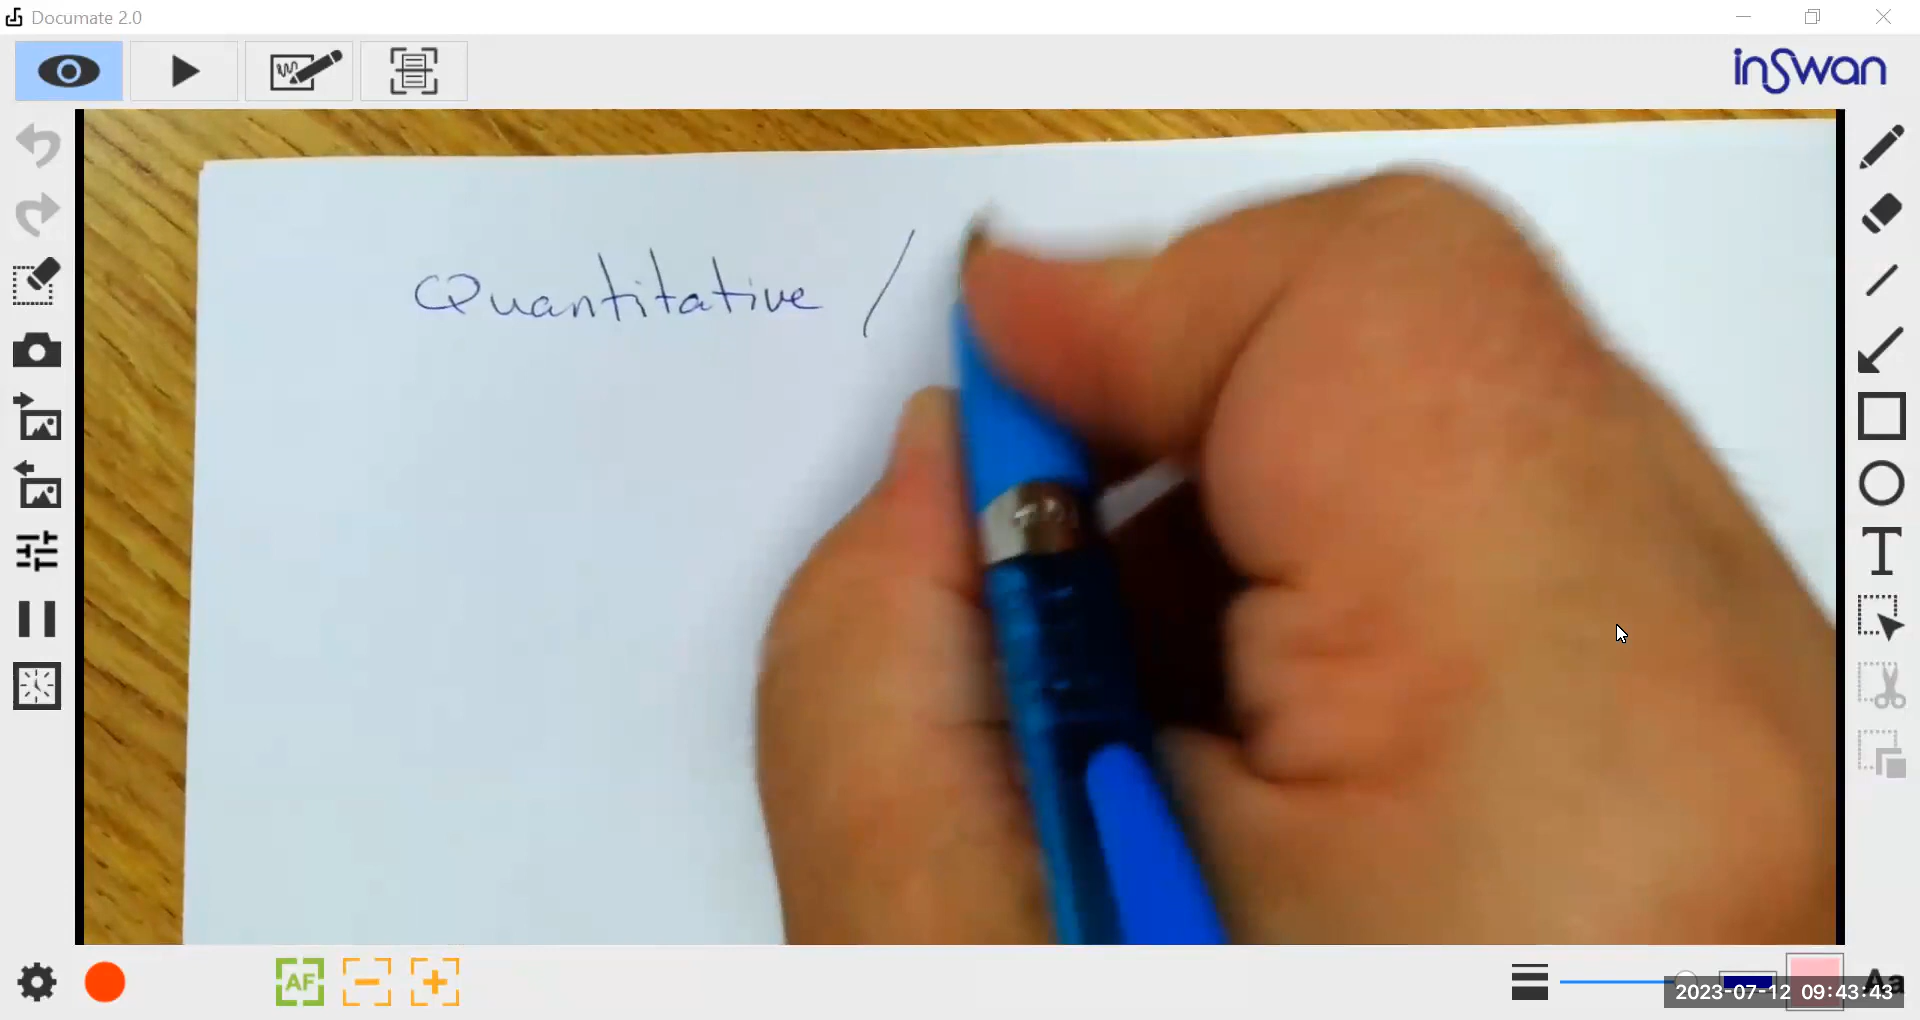 Documate 2.0
inSwan
Quantitative /
T
AF
Aa
2023-07-12 09:43:43